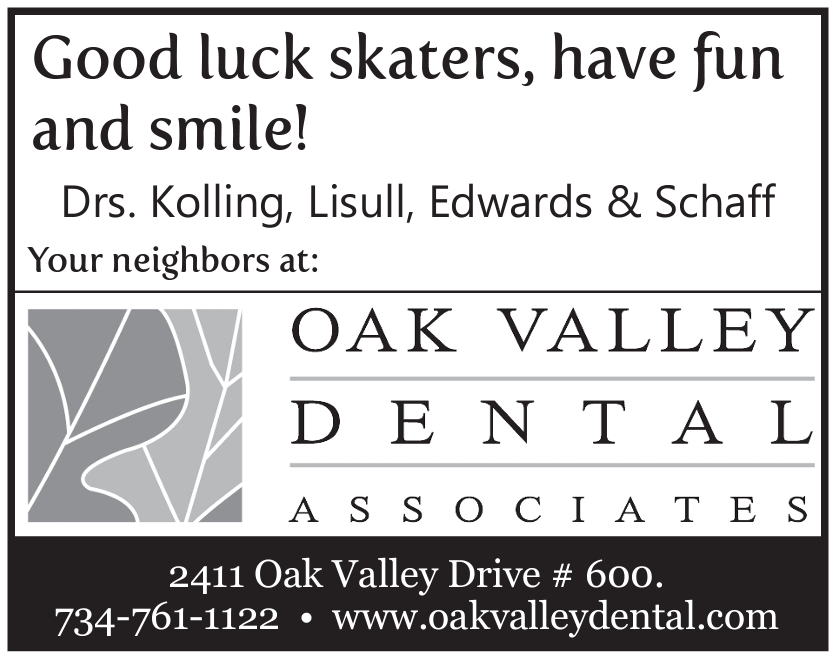 Good luck skaters, have fun
and smile!
Drs. Kolling, Lisull, Edwards & Schaff
Your neighbors at:
OAK VALLEY
DENTAL
ASSOCIATES
2411 Oak Valley Drive # 600.
734-761-1122 • www.oakvalleydental.com